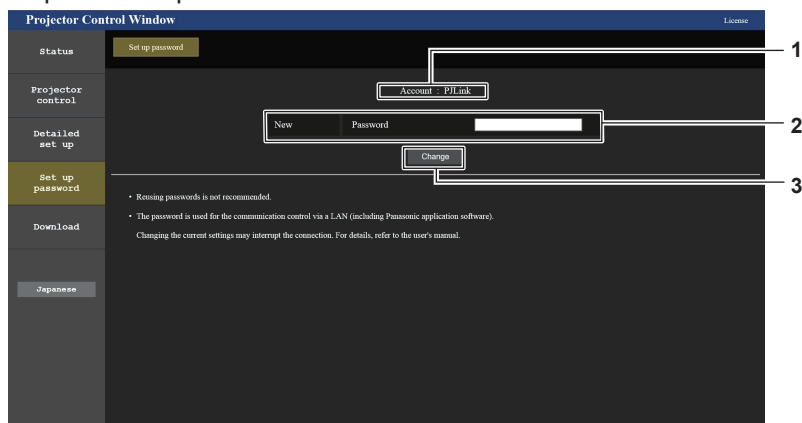 Projector Control Window
License
Status
Set up password
1
Projector
control
Account : PJLink
New Password
2
Detailed
set up
Change
Set up
password
3
• Reusing passwords is not recommended.
• The password is used for the communication control via a LAN (including Panasonic application software).
Changing the current settings may interrupt the connection. For details, refer to the user's manual.
Download
Japanese